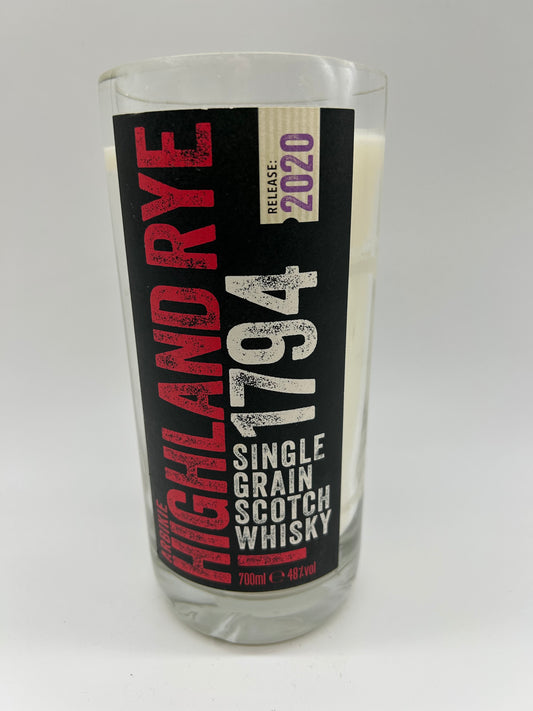 ARBIKIE
HIGHLAND RYE
1794
RELEASE:
2020
SINGLE
GRAIN
SCOTCH
WHISKY
700ml ℮ 48%vol